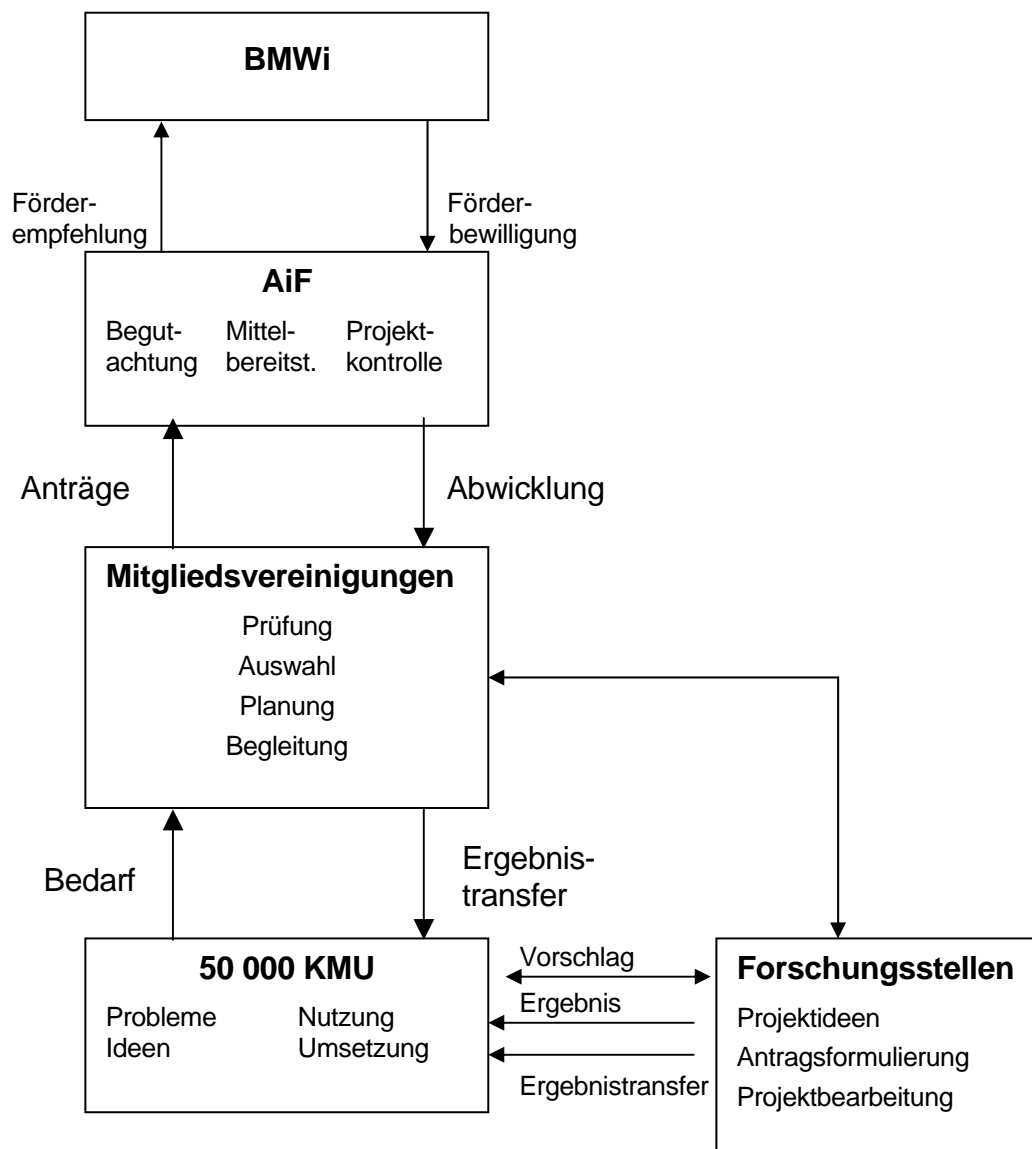 BMWi
Förder-
empfehlung
Förder-
bewilligung
AiF
Begut-
achtung
Mittel-
bereitst.
Projekt-
kontrolle
Anträge
Abwicklung
Mitgliedsvereinigungen
Prüfung
Auswahl
Planung
Begleitung
Bedarf
Ergebnis-
transfer
50 000 KMU
Probleme
Ideen
Nutzung
Umsetzung
Vorschlag
Ergebnis
Ergebnistransfer
Forschungsstellen
Projektideen
Antragsformulierung
Projektbearbeitung